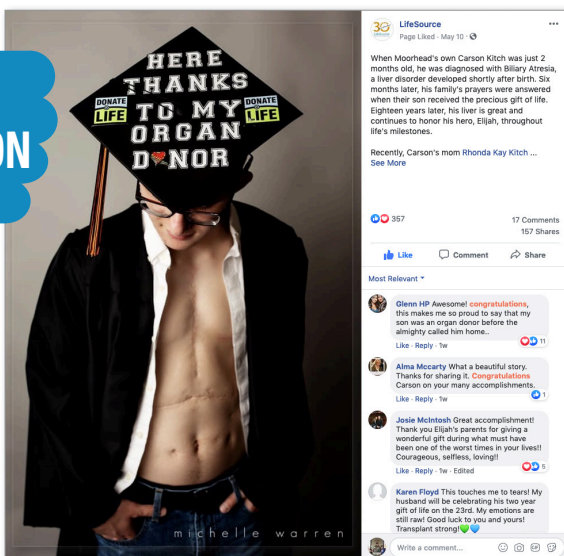 ON
HERE
THANKS
TO MY
ORGAN
DONOR
DONATE
LIFE
DONATE
LIFE
michelle warren
30
LifeSource
Page Liked · May 10 ·
When Moorhead's own Carson Kitch was just 2
months old, he was diagnosed with Biliary Atresia,
a liver disorder developed shortly after birth. Six
months later, his family's prayers were answered
when their son received the precious gift of life.
Eighteen years later, his liver is great and
continues to honor his hero, Elijah, throughout
life's milestones.
Recently, Carson's mom Rhonda Kay Kitch ...
See More
357
17 Comments
157 Shares
Like Comment Share
Most Relevant
Glenn HP Awesome! congratulations,
this makes me so proud to say that my
son was an organ donor before the
almighty called him home..
Like · Reply · 1w 11
Alma Mccarty What a beautiful story.
Thanks for sharing it. Congratulations
Carson on your many accomplishments.
Like · Reply · 1w 1
Josie McIntosh Great accomplishment!
Thank you Elijah's parents for giving a
wonderful gift during what must have
been one of the worst times in your lives!!
Courageous, selfless, loving!!
Like · Reply · 1w · Edited 5
Karen Floyd This touches me to tears! My
husband will be celebrating his two year
gift of life on the 23rd. My emotions are
still raw! Good luck to you and yours!
Transplant strong!💚💙
Write a comment...
GIF